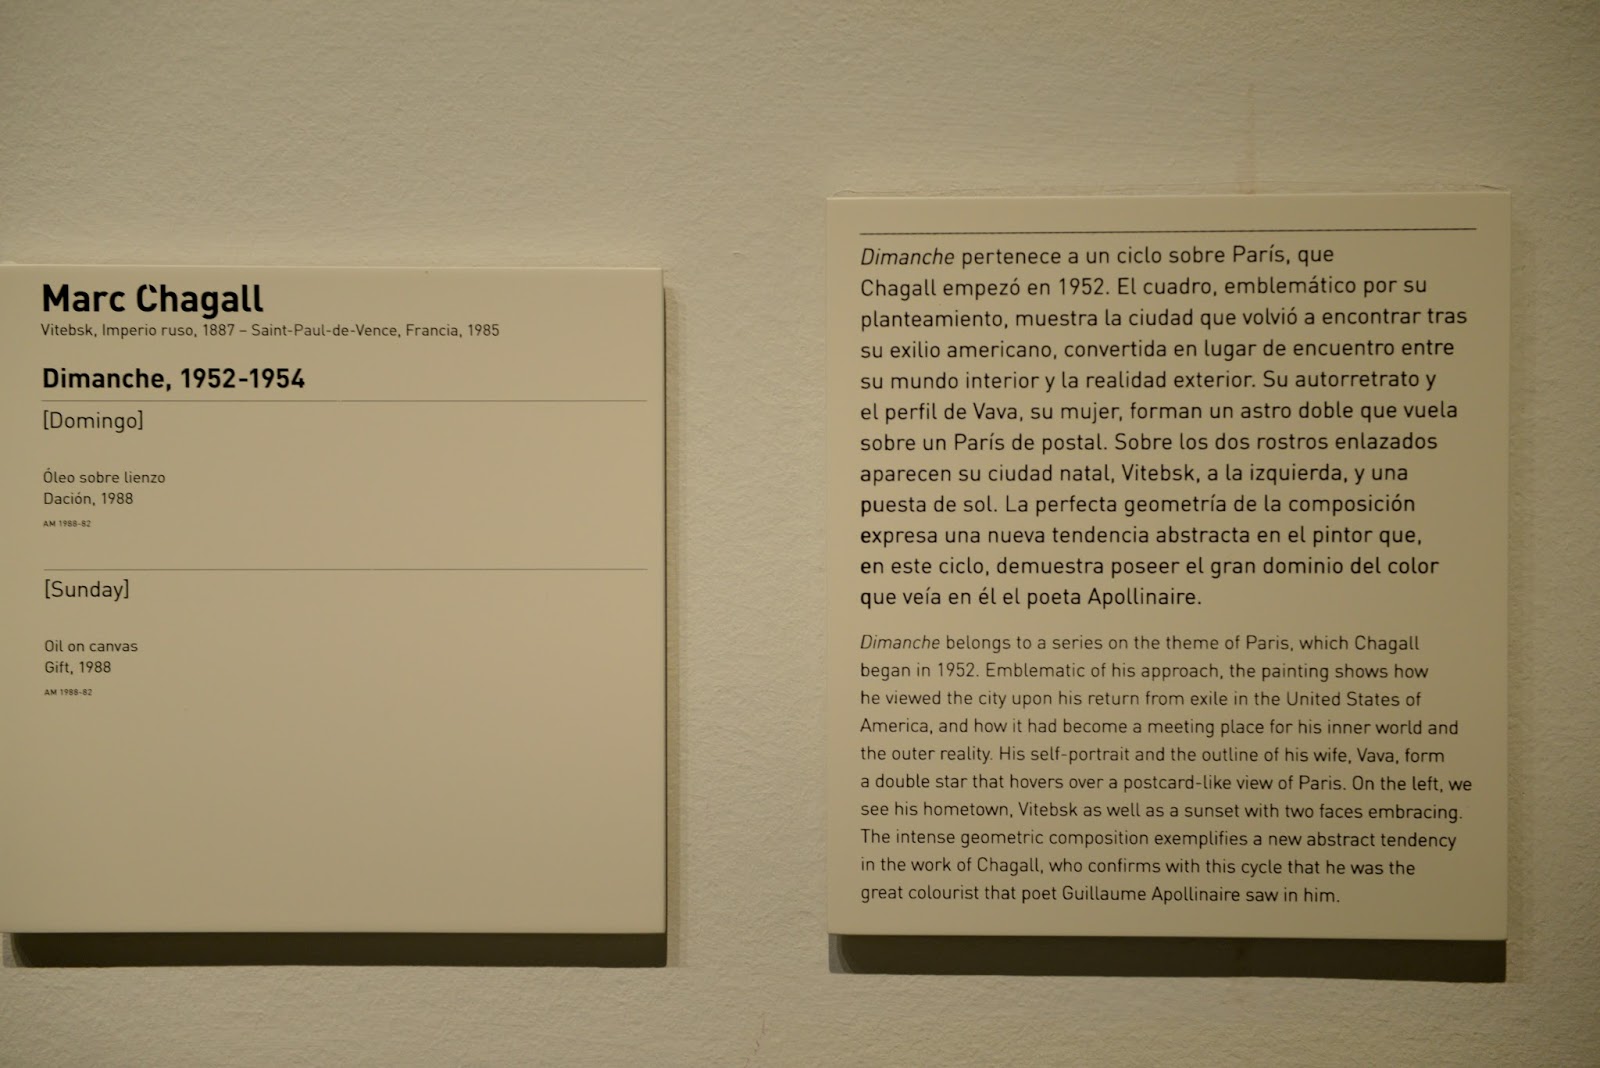 Marc Chagall
Vitebsk, Imperio ruso, 1887 – Saint-Paul-de-Vence, Francia, 1985
Dimanche, 1952-1954
[Domingo]
Óleo sobre lienzo
Dación, 1988
AM 1988-82
[Sunday]
Oil on canvas
Gift, 1988
AM 1988-82
Dimanche pertenece a un ciclo sobre París, que
Chagall empezó en 1952. El cuadro, emblemático por su
planteamiento, muestra la ciudad que volvió a encontrar tras
su exilio americano, convertida en lugar de encuentro entre
su mundo interior y la realidad exterior. Su autorretrato y
el perfil de Vava, su mujer, forman un astro doble que vuela
sobre un París de postal. Sobre los dos rostros enlazados
aparecen su ciudad natal, Vitebsk, a la izquierda, y una
puesta de sol. La perfecta geometría de la composición
expresa una nueva tendencia abstracta en el pintor que,
en este ciclo, demuestra poseer el gran dominio del color
que veía en él el poeta Apollinaire.
Dimanche belongs to a series on the theme of Paris, which Chagall
began in 1952. Emblematic of his approach, the painting shows how
he viewed the city upon his return from exile in the United States of
America, and how it had become a meeting place for his inner world and
the outer reality. His self-portrait and the outline of his wife, Vava, form
a double star that hovers over a postcard-like view of Paris. On the left, we
see his hometown, Vitebsk as well as a sunset with two faces embracing.
The intense geometric composition exemplifies a new abstract tendency
in the work of Chagall, who confirms with this cycle that he was the
great colourist that poet Guillaume Apollinaire saw in him.